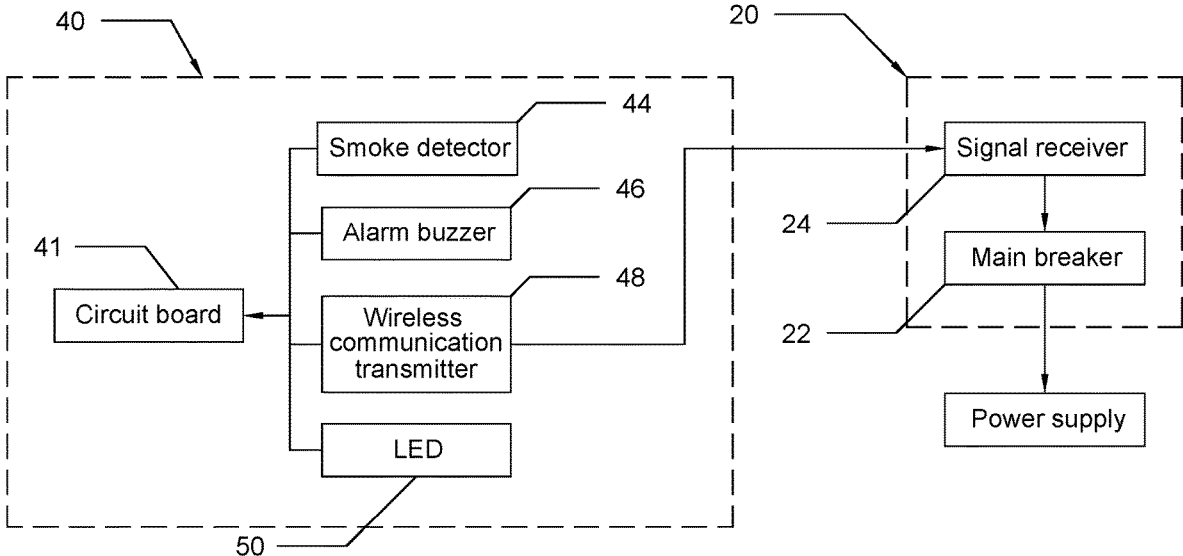 40
20
44
Smoke detector
Signal receiver
46
24
Alarm buzzer
41
48
Main breaker
Circuit board
Wireless
communication
transmitter
22
Power supply
LED
50